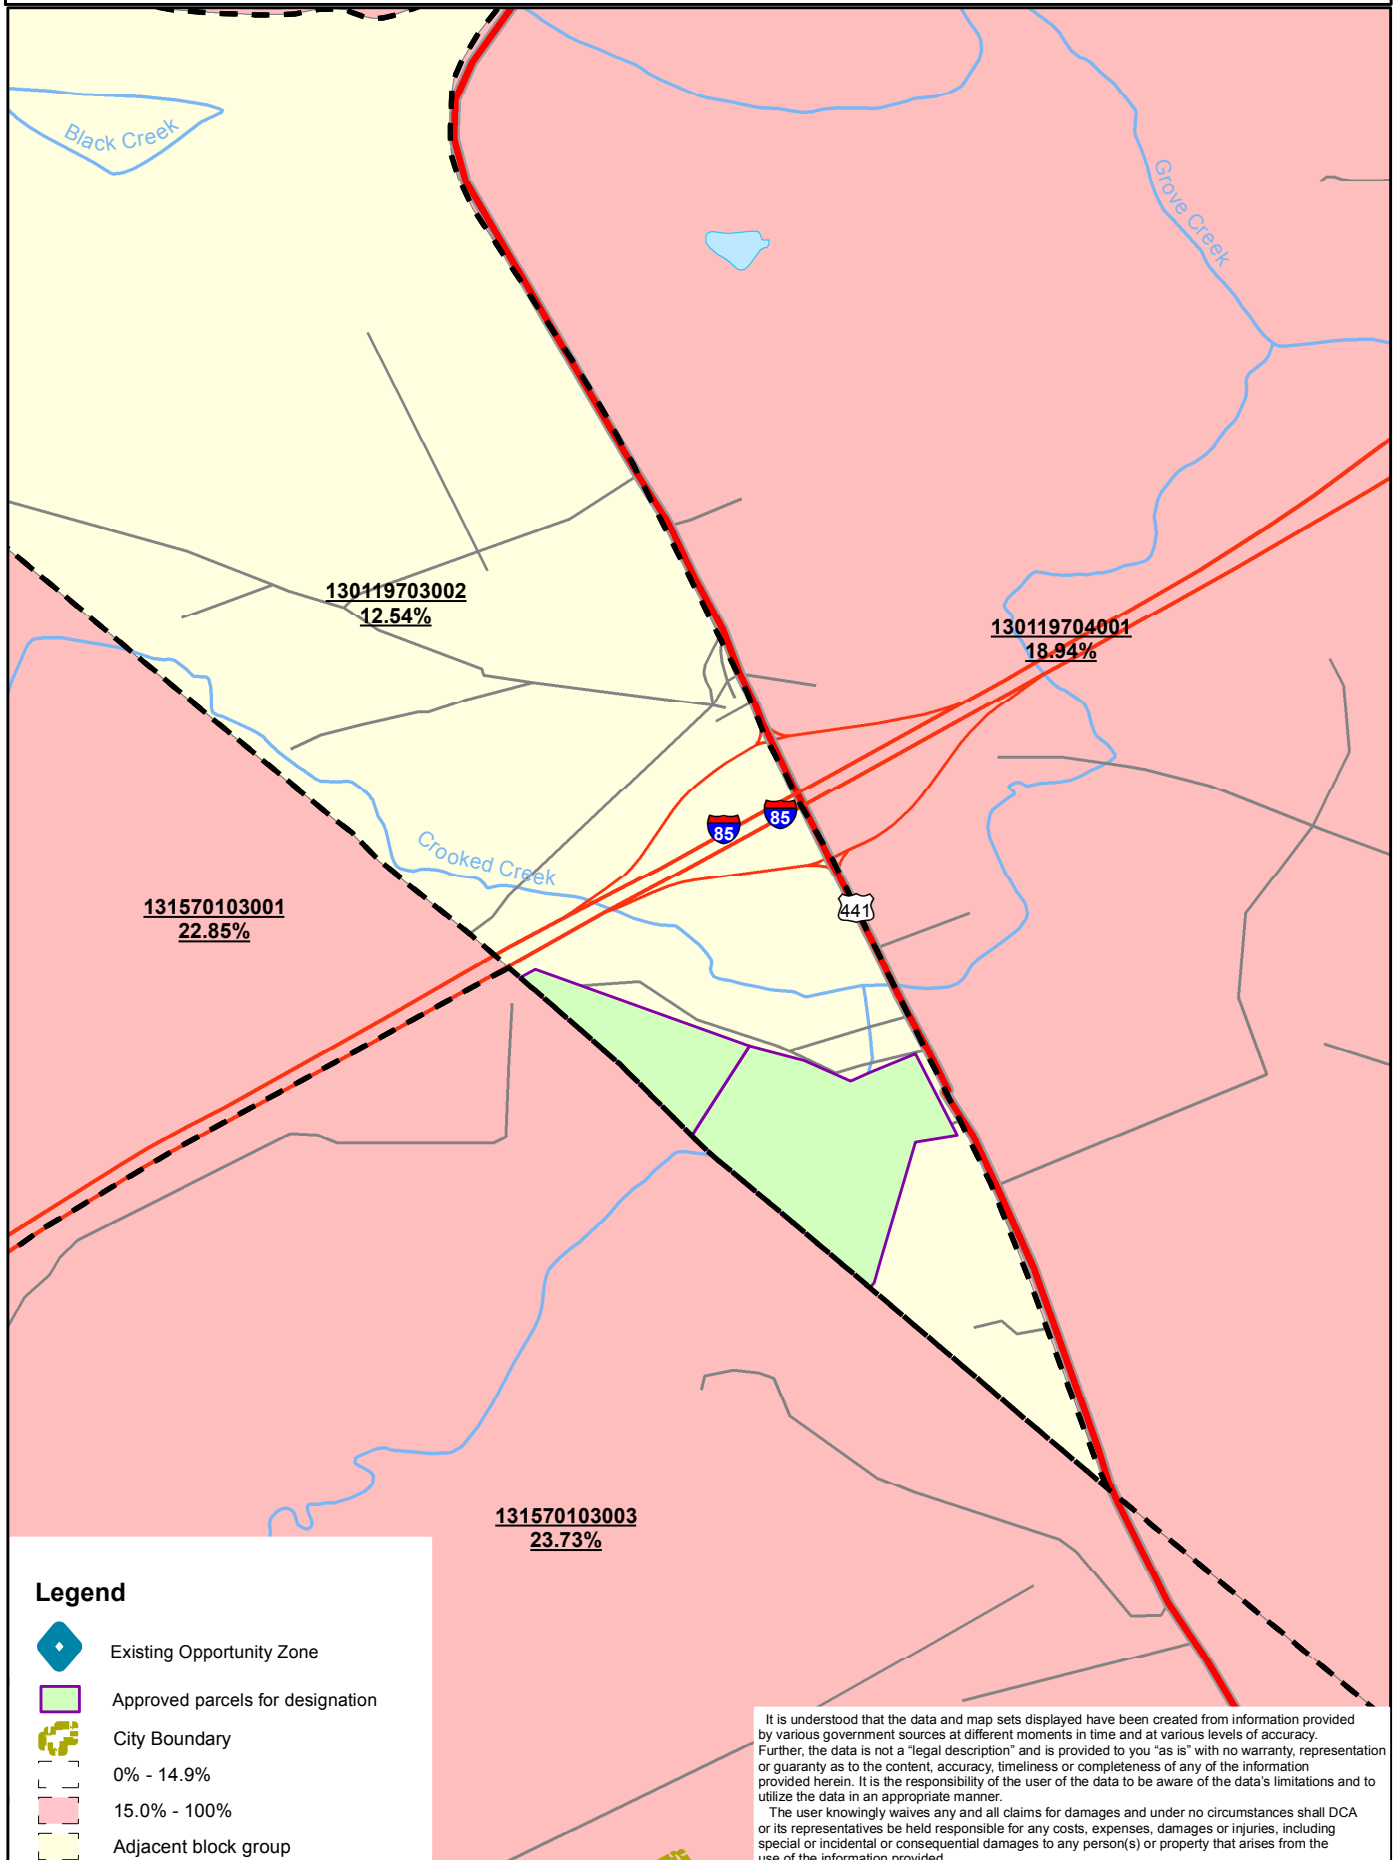 Black Creek
Grove Creek
130119703002
12.54%
130119704001
18.94%
85
85
Crooked Creek
441
131570103001
22.85%
131570103003
23.73%
Legend
Existing Opportunity Zone
Approved parcels for designation
City Boundary
0% - 14.9%
15.0% - 100%
Adjacent block group
It is understood that the data and map sets displayed have been created from information provided
by various government sources at different moments in time and at various levels of accuracy.
Further, the data is not a “legal description” and is provided to you “as is” with no warranty, representation
or guaranty as to the content, accuracy, timeliness or completeness of any of the information
provided herein. It is the responsibility of the user of the data to be aware of the data’s limitations and to
utilize the data in an appropriate manner.
The user knowingly waives any and all claims for damages and under no circumstances shall DCA
or its representatives be held responsible for any costs, expenses, damages or injuries, including
special or incidental or consequential damages to any person(s) or property that arises from the
use of the information provided.